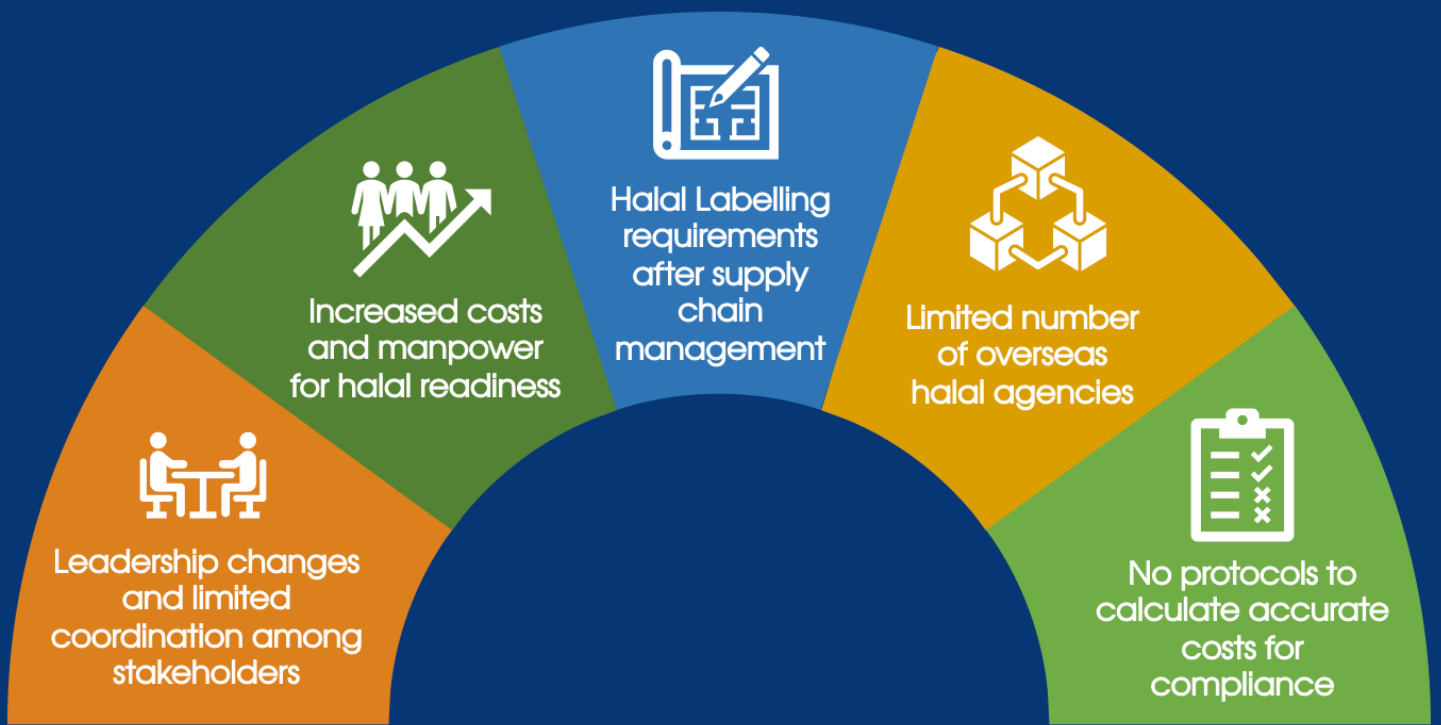 Leadership changes
and limited
coordination among
stakeholders
Increased costs
and manpower
for halal readiness
Halal Labelling
requirements
after supply
chain
management
Limited number
of overseas
halal agencies
No protocols to
calculate accurate
costs for
compliance